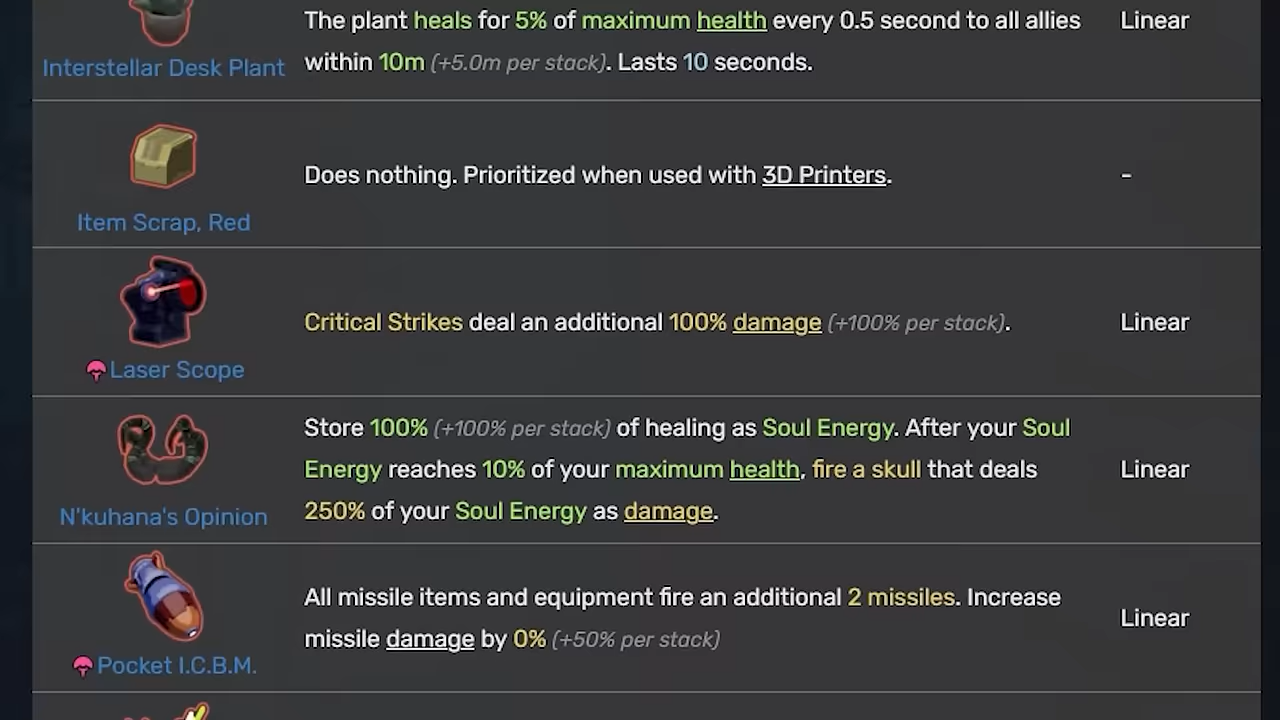 The plant heals for 5% of maximum health every 0.5 second to all allies
within 10m (+5.0m per stack). Lasts 10 seconds.
Linear
Interstellar Desk Plant
Does nothing. Prioritized when used with 3D Printers.
-
Item Scrap, Red
Critical Strikes deal an additional 100% damage (+100% per stack).
Linear
Laser Scope
Store 100% (+100% per stack) of healing as Soul Energy. After your Soul
Energy reaches 10% of your maximum health, fire a skull that deals
250% of your Soul Energy as damage.
Linear
N'kuhana's Opinion
All missile items and equipment fire an additional 2 missiles. Increase
missile damage by 0% (+50% per stack)
Linear
Pocket I.C.B.M.